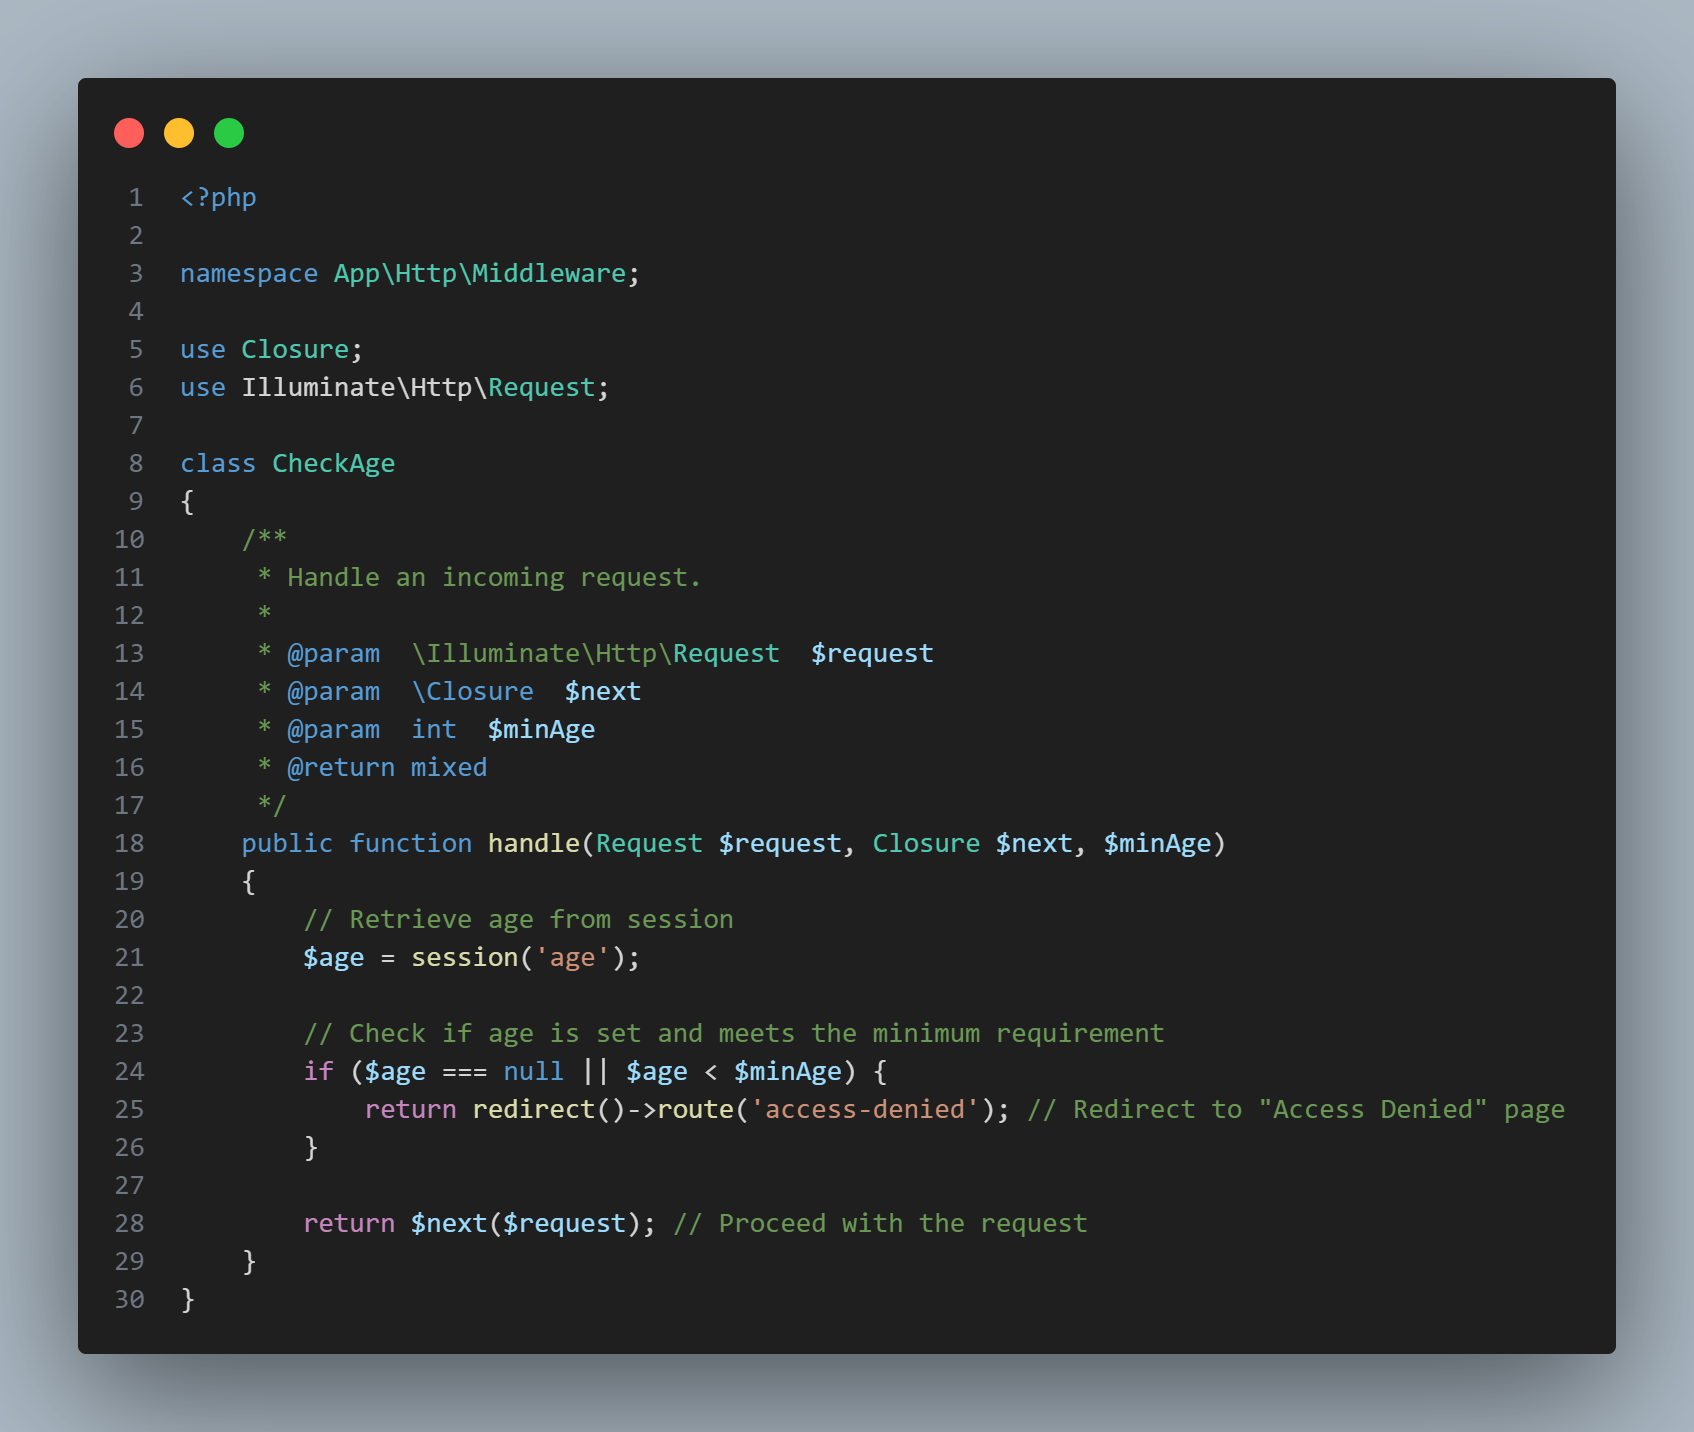 1 <?php
2
3 namespace App\Http\Middleware;
4
5 use Closure;
6 use Illuminate\Http\Request;
7
8 class CheckAge
9 {
10     /**
11      * Handle an incoming request.
12      *
13      * @param  \Illuminate\Http\Request  $request
14      * @param  \Closure  $next
15      * @param  int  $minAge
16      * @return mixed
17      */
18     public function handle(Request $request, Closure $next, $minAge)
19     {
20         // Retrieve age from session
21         $age = session('age');
22
23         // Check if age is set and meets the minimum requirement
24         if ($age === null || $age < $minAge) {
25             return redirect()->route('access-denied'); // Redirect to "Access Denied" page
26         }
27
28         return $next($request); // Proceed with the request
29     }
30 }